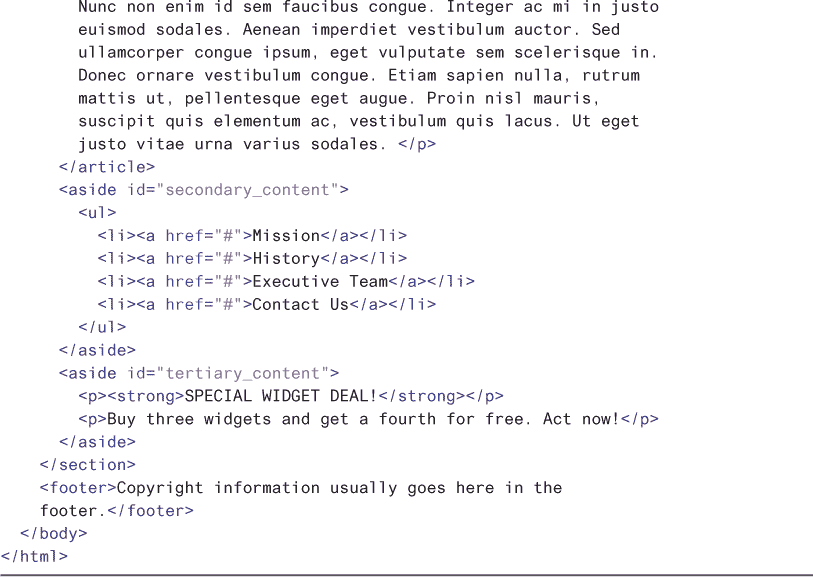 Nunc non enim id sem faucibus congue. Integer ac mi in justo
euismod sodales. Aenean imperdiet vestibulum auctor. Sed
ullamcorper congue ipsum, eget vulputate sem scelerisque in.
Donec ornare vestibulum congue. Etiam sapien nulla, rutrum
mattis ut, pellentesque eget augue. Proin nisl mauris,
suscipit quis elementum ac, vestibulum quis lacus. Ut eget
justo vitae urna varius sodales. </p>
</article>
<aside id="secondary_content">
<ul>
<li><a href="#">Mission</a></li>
<li><a href="#">History</a></li>
<li><a href="#">Executive Team</a></li>
<li><a href="#">Contact Us</a></li>
</ul>
</aside>
<aside id="tertiary_content">
<p><strong>SPECIAL WIDGET DEAL!</strong></p>
<p>Buy three widgets and get a fourth for free. Act now!</p>
</aside>
</section>
<footer>Copyright information usually goes here in the
footer.</footer>
</body>
</html>